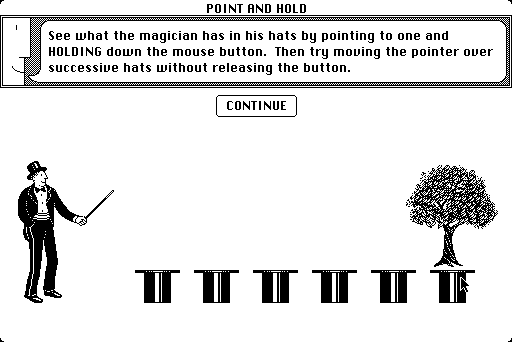 POINT AND HOLD
See what the magician has in his hats by pointing to one and
HOLDING down the mouse button.  Then try moving the pointer over
successive hats without releasing the button.
CONTINUE